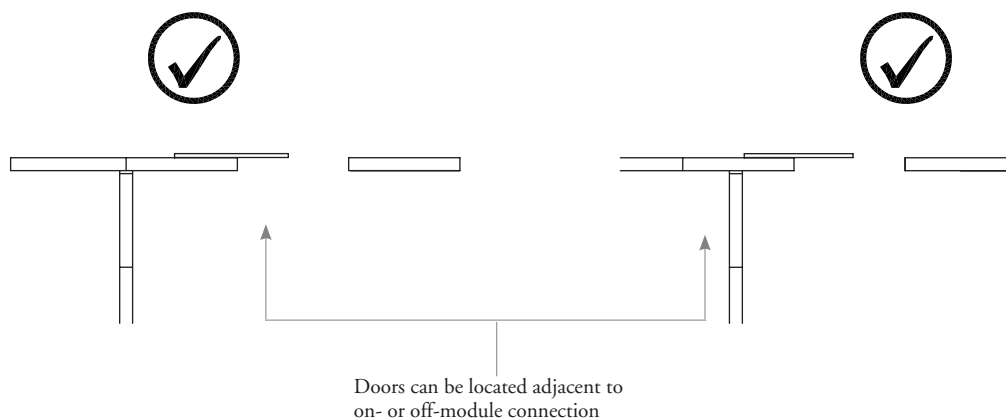 Doors can be located adjacent to
on- or off-module connection